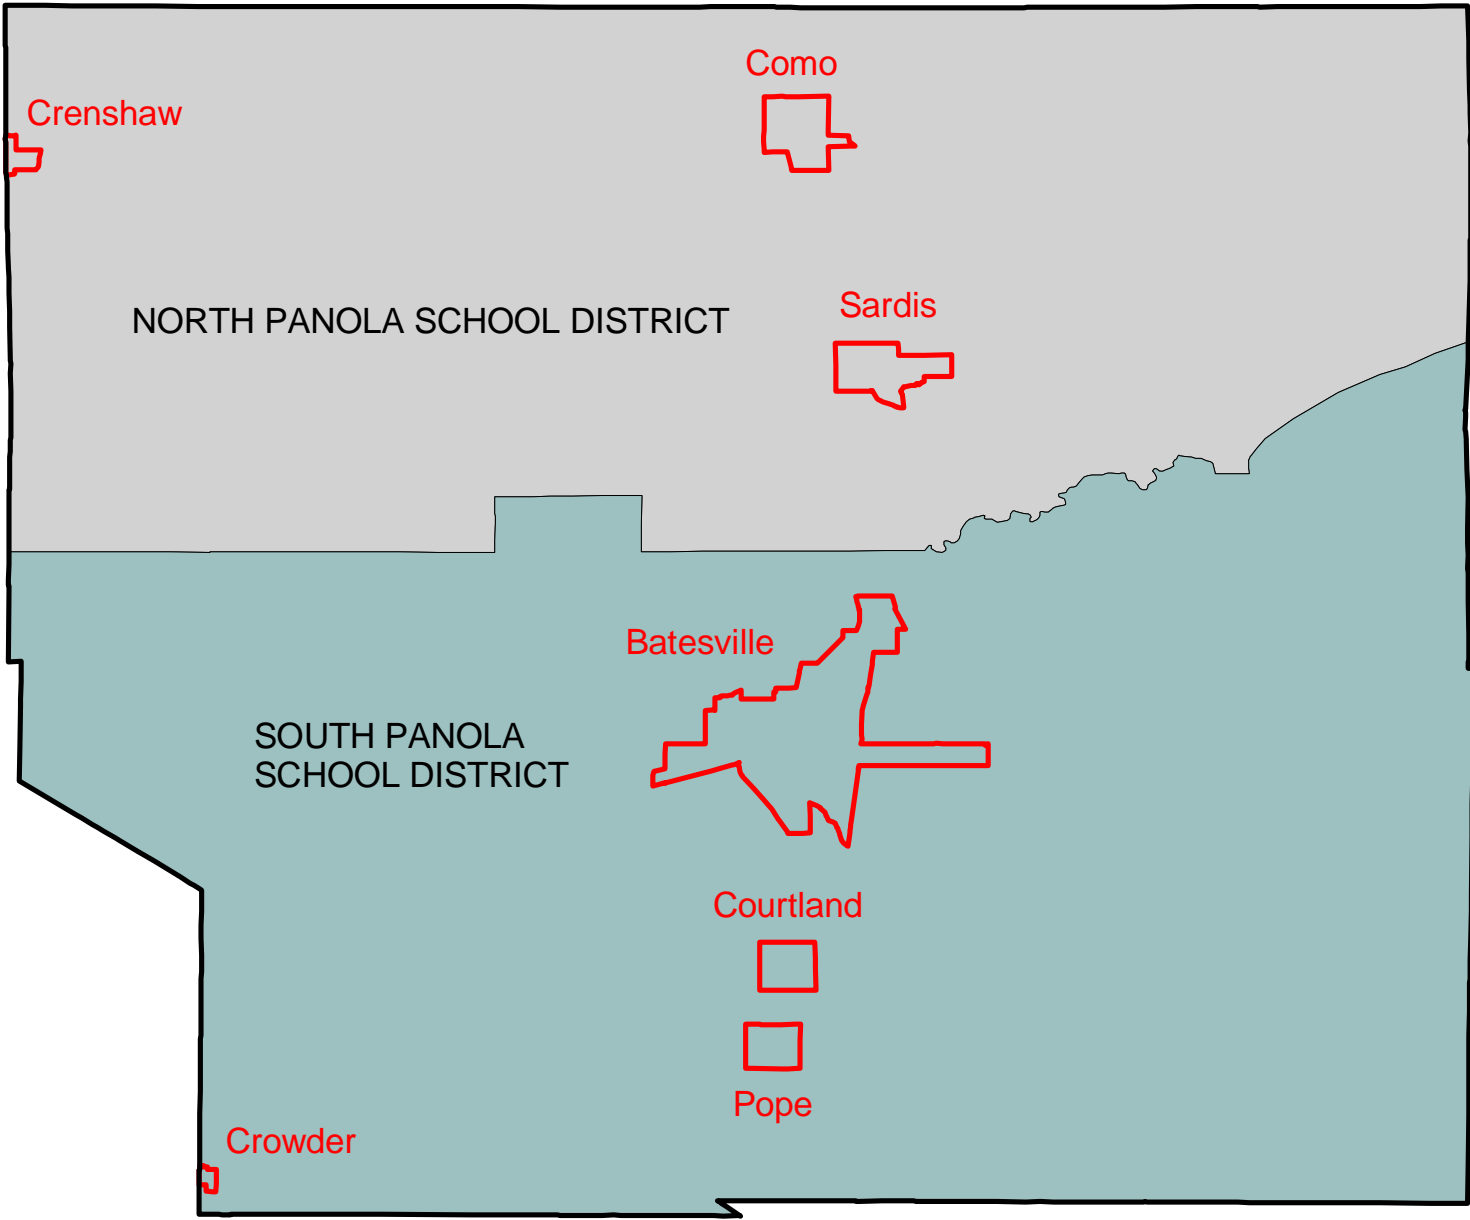 Como
Crenshaw
Sardis
NORTH PANOLA SCHOOL DISTRICT
Batesville
SOUTH PANOLA
SCHOOL DISTRICT
Courtland
Pope
Crowder